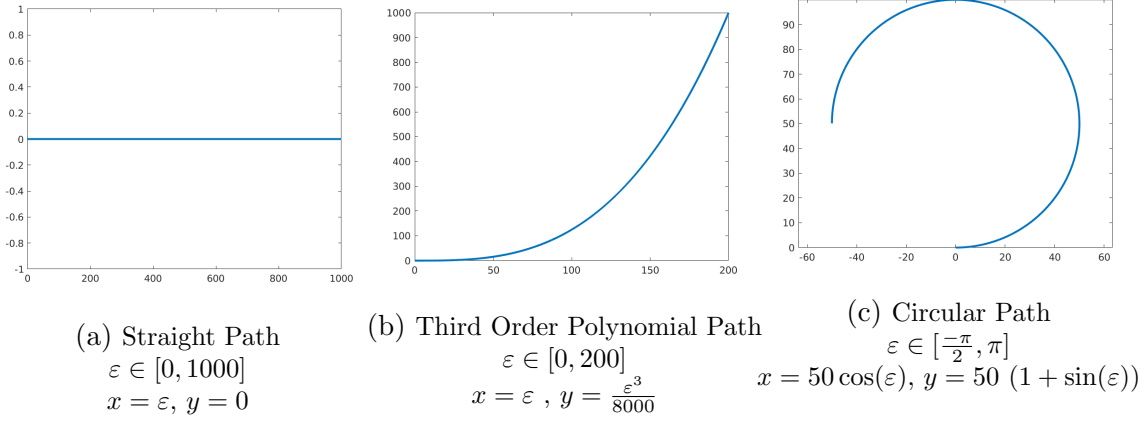 1
0.8
0.6
0.4
0.2
0
-0.2
-0.4
-0.6
-0.8
-1
0 200 400 600 800 1000
(a) Straight Path
ε ∈ [0, 1000]
x = ε, y = 0
1000
900
800
700
600
500
400
300
200
100
0
0 50 100 150 200
(b) Third Order Polynomial Path
ε ∈ [0, 200]
x = ε , y = ε³/8000
90
80
70
60
50
40
30
20
10
0
-60 -40 -20 0 20 40 60
(c) Circular Path
ε ∈ [−π/2, π]
x = 50 cos(ε), y = 50 (1 + sin(ε))